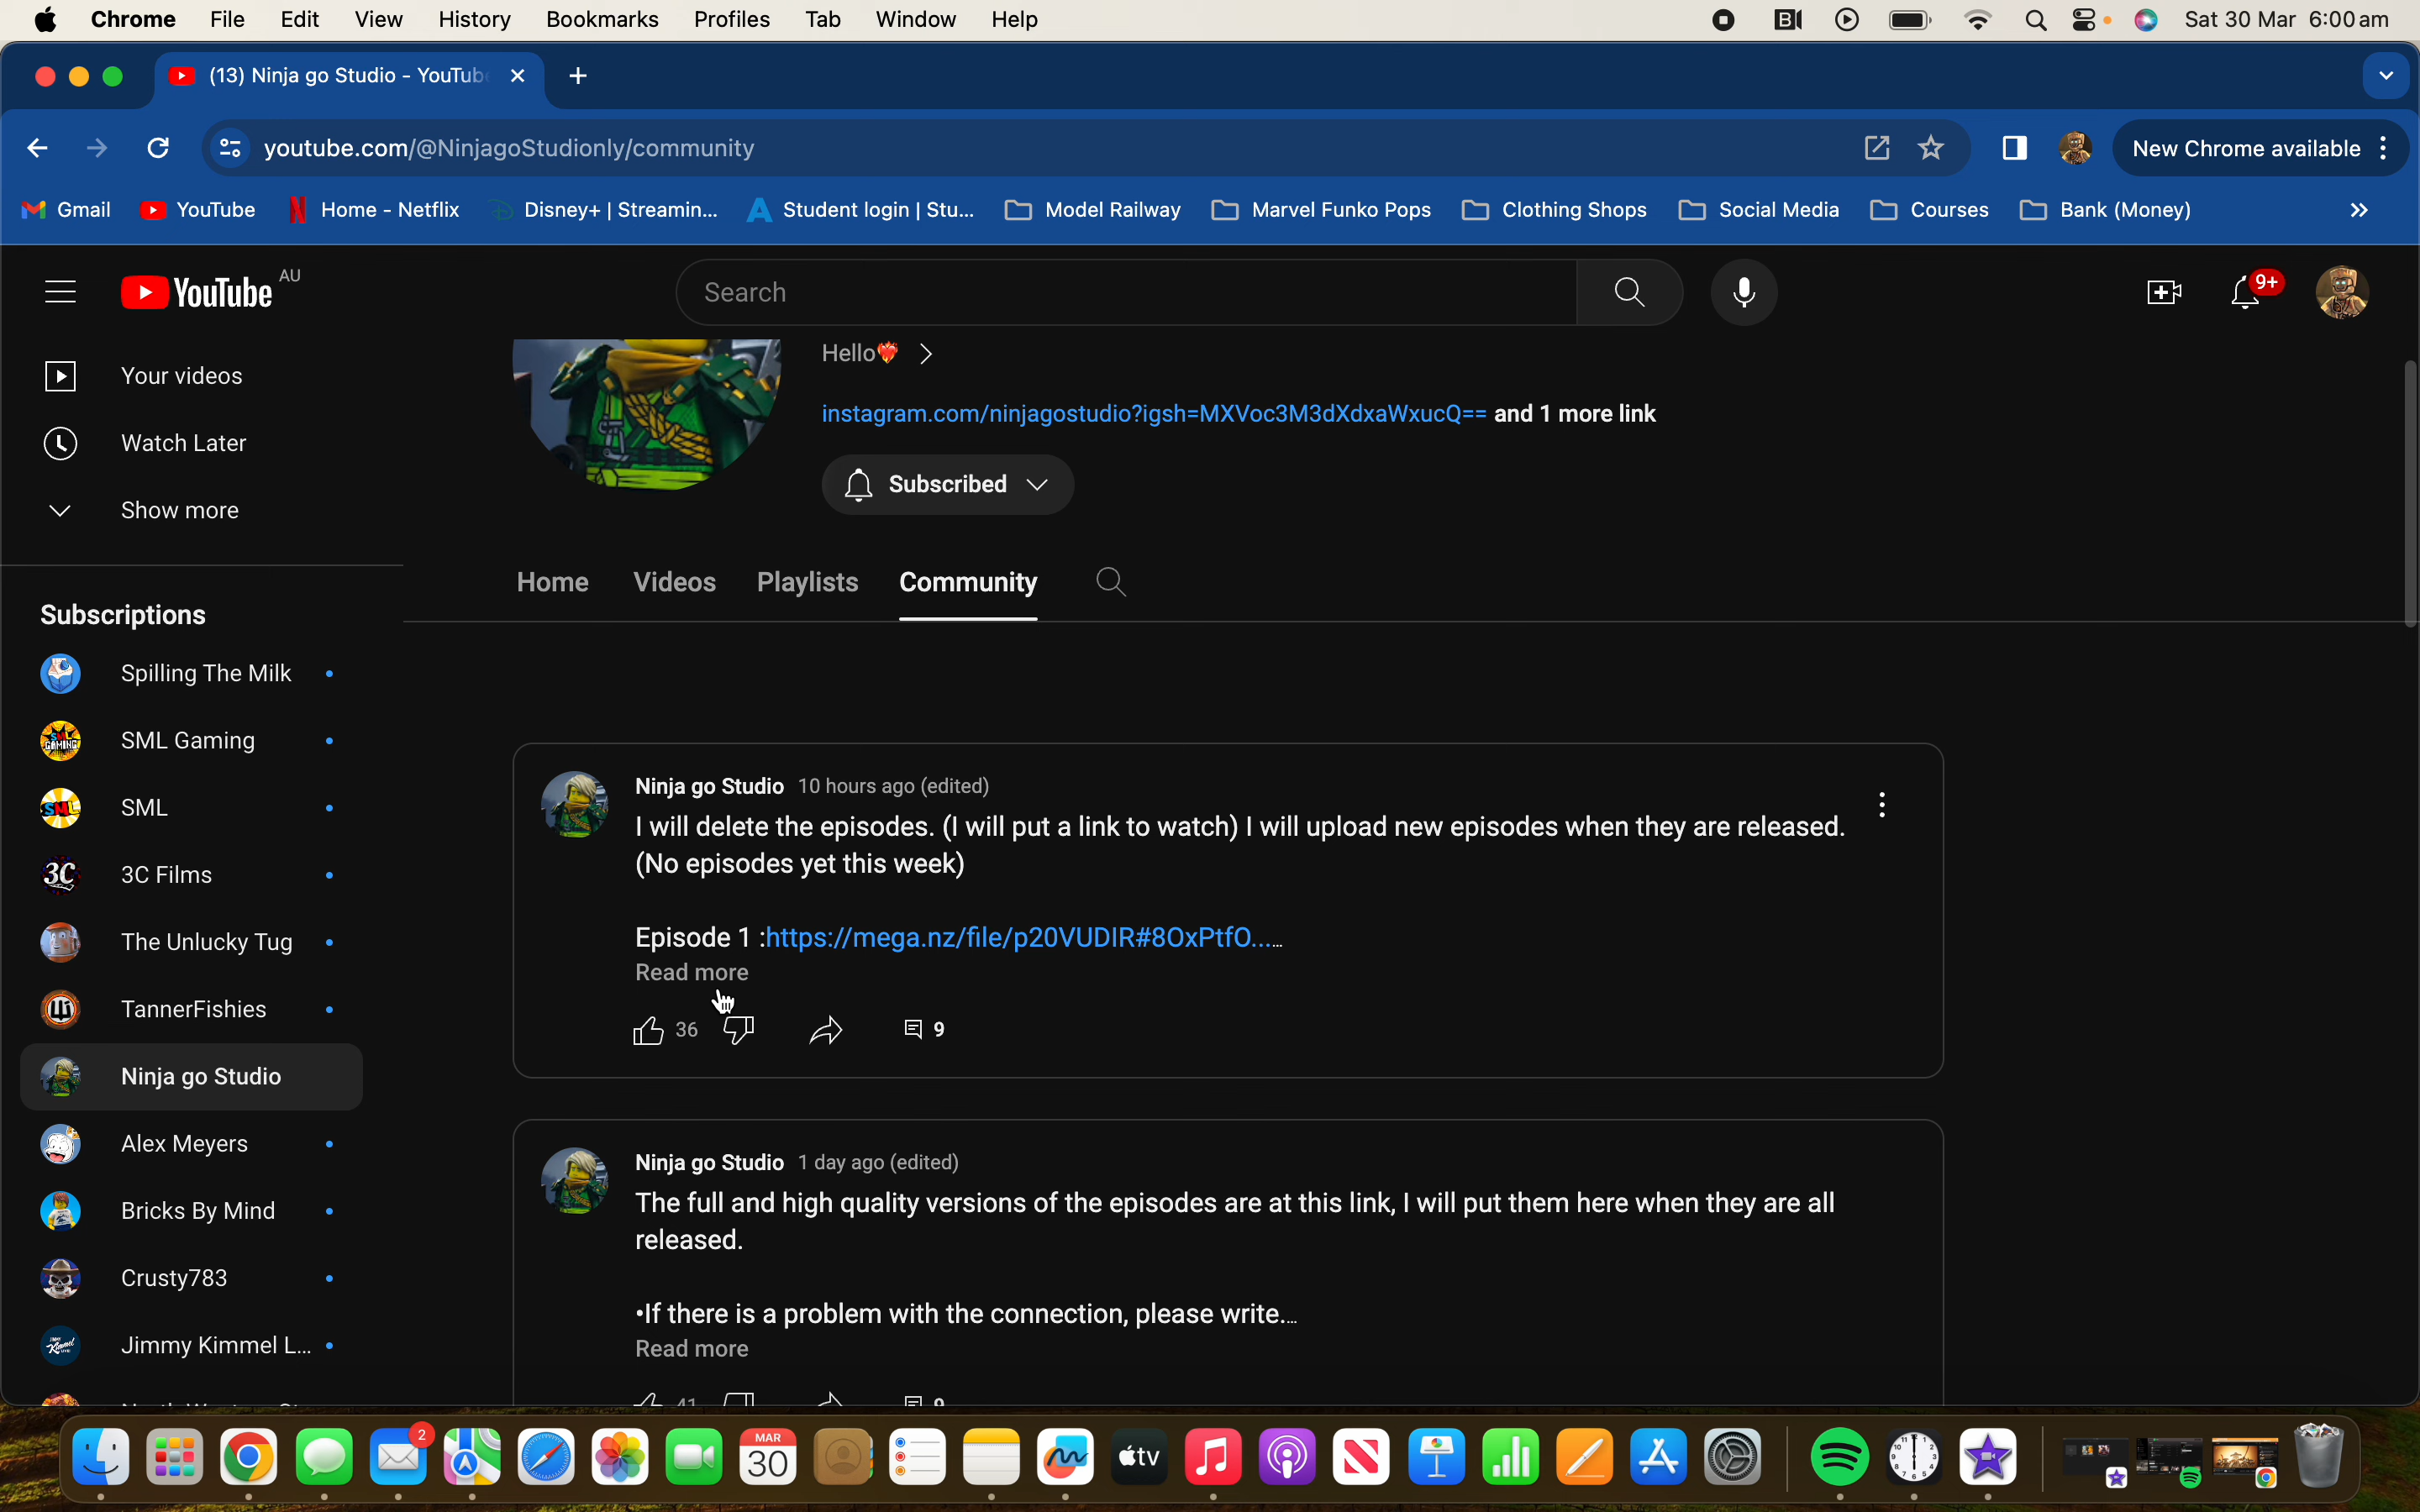 Chrome File Edit View History Bookmarks Profiles Tab Window Help Sat 30 Mar 6:00 am
(13) Ninja go Studio - YouTub
youtube.com/@NinjagoStudionly/community New Chrome available
Gmail YouTube Home - Netflix Disney+ | Streamin... Student login | Stu... Model Railway Marvel Funko Pops Clothing Shops Social Media Courses Bank (Money) »
YouTube AU Search 9+
Your videos
Watch Later
Show more
Subscriptions
Spilling The Milk
SML Gaming
SML
3C Films
The Unlucky Tug
TannerFishies
Ninja go Studio
Alex Meyers
Bricks By Mind
Crusty783
Jimmy Kimmel L...
Hello❤️‍🔥 >
instagram.com/ninjagostudio?igsh=MXVoc3M3dXdxaWxucQ== and 1 more link
Subscribed
Home Videos Playlists Community
Ninja go Studio 10 hours ago (edited)
I will delete the episodes. (I will put a link to watch) I will upload new episodes when they are released.
(No episodes yet this week)
Episode 1 :https://mega.nz/file/p20VUDIR#8OxPtfO......
Read more
36 9
Ninja go Studio 1 day ago (edited)
The full and high quality versions of the episodes are at this link, I will put them here when they are all
released.
•If there is a problem with the connection, please write...
Read more
41 9
2 MAR 30 tv